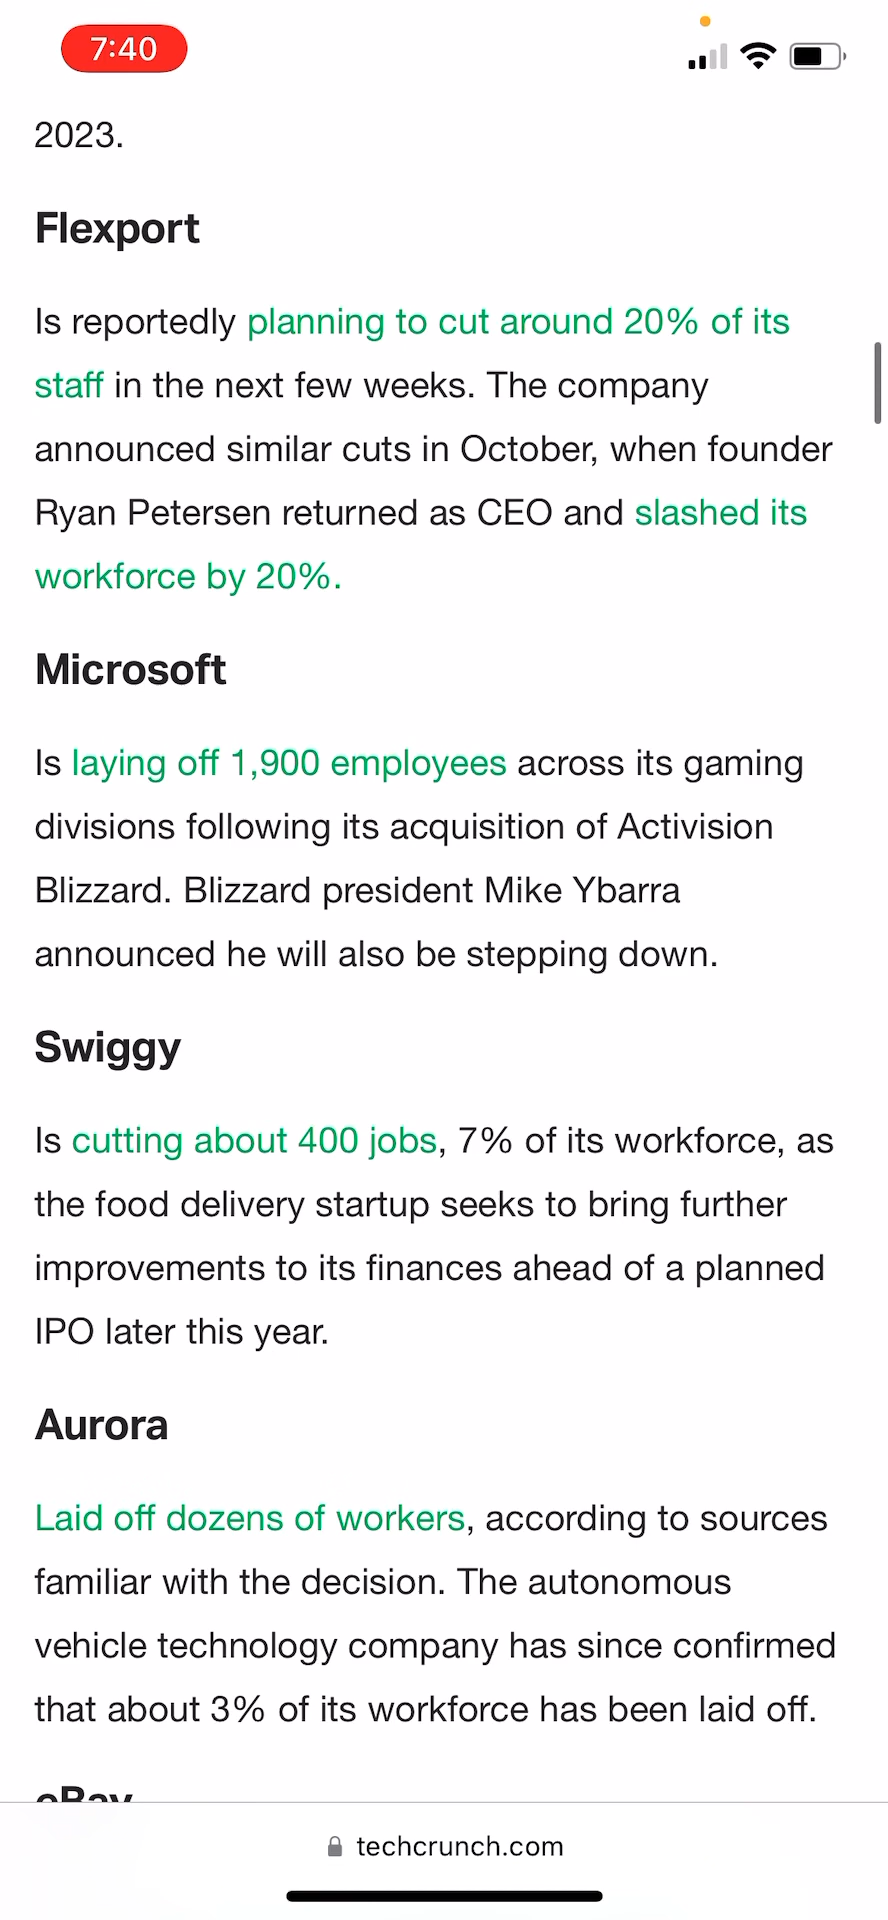 7:40
2023.
Flexport
Is reportedly planning to cut around 20% of its
staff in the next few weeks. The company
announced similar cuts in October, when founder
Ryan Petersen returned as CEO and slashed its
workforce by 20%.
Microsoft
Is laying off 1,900 employees across its gaming
divisions following its acquisition of Activision
Blizzard. Blizzard president Mike Ybarra
announced he will also be stepping down.
Swiggy
Is cutting about 400 jobs, 7% of its workforce, as
the food delivery startup seeks to bring further
improvements to its finances ahead of a planned
IPO later this year.
Aurora
Laid off dozens of workers, according to sources
familiar with the decision. The autonomous
vehicle technology company has since confirmed
that about 3% of its workforce has been laid off.
eBay
techcrunch.com